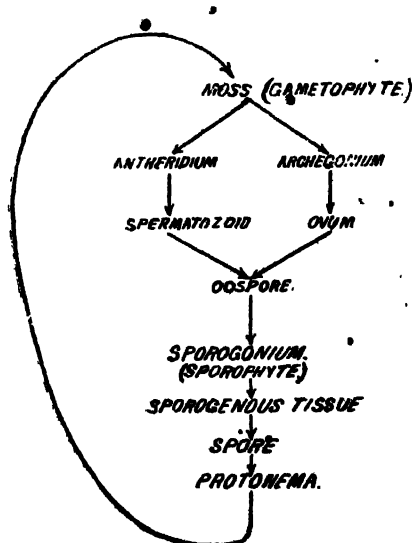 MOSS (GAMETOPHYTE.)
ANTHERIDIUM ARCHEGONIUM
SPERMATOZOID OVUM
OOSPORE.
SPOROGONIUM.
(SPOROPHYTE)
SPOROGENOUS TISSUE
SPORE
PROTONEMA.